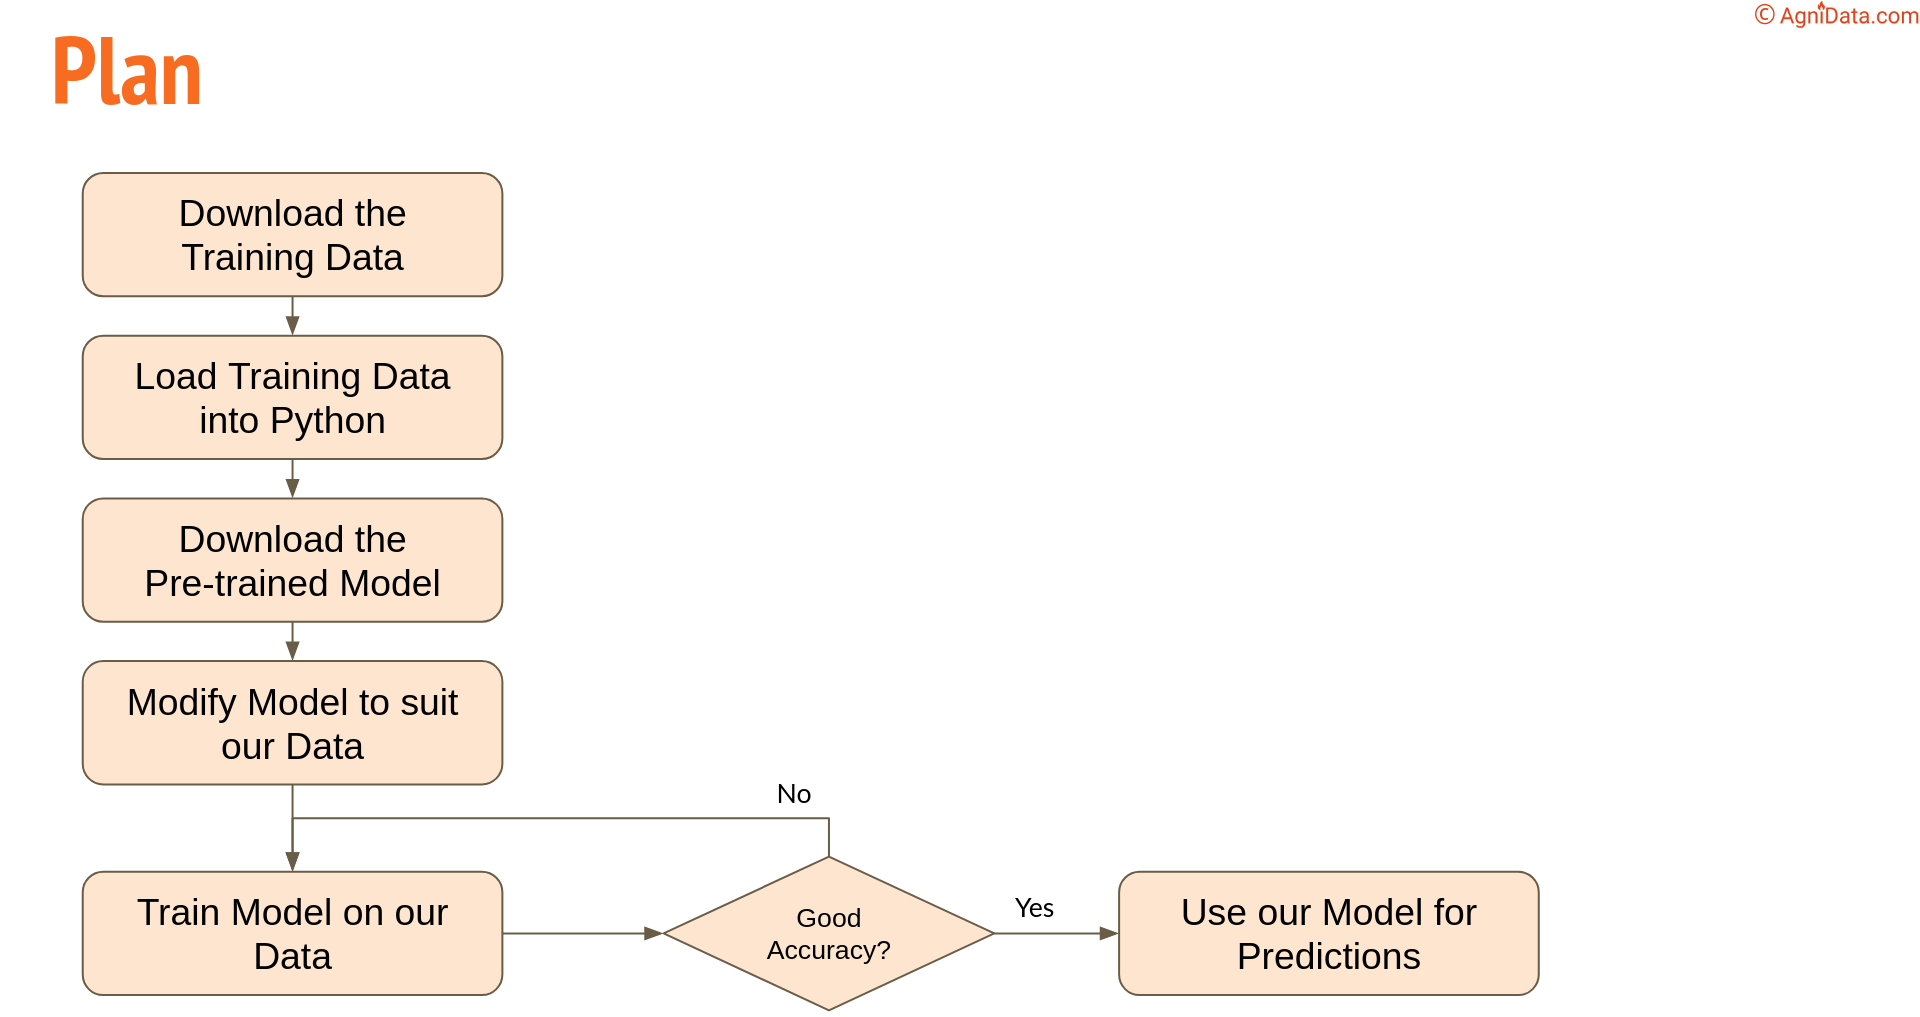 © AgniData.com
Plan
Download the
Training Data
Load Training Data
into Python
Download the
Pre-trained Model
Modify Model to suit
our Data
No
Train Model on our
Data
Good
Accuracy?
Yes
Use our Model for
Predictions